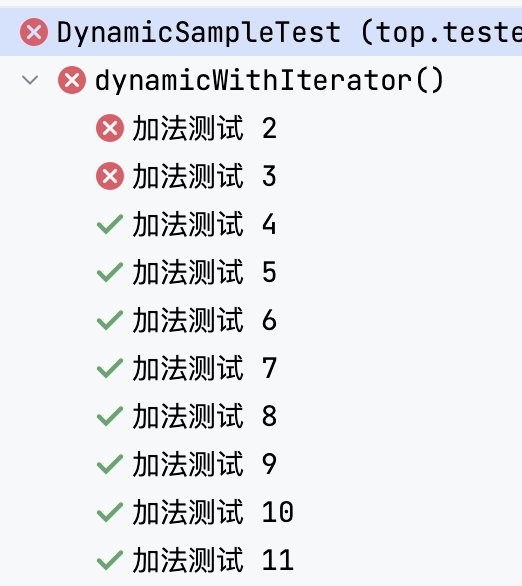 DynamicSampleTest (top.teste
dynamicWithIterator()
加法测试 2
加法测试 3
加法测试 4
加法测试 5
加法测试 6
加法测试 7
加法测试 8
加法测试 9
加法测试 10
加法测试 11